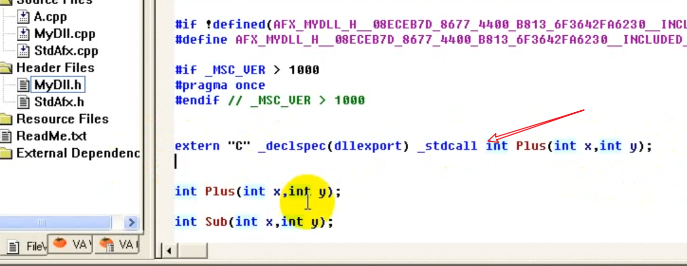 Source Files
A.cpp
MyDll.cpp
StdAfx.cpp
Header Files
MyDll.h
StdAfx.h
Resource Files
ReadMe.txt
External Dependenc
FileV
VA V
VA
#if !defined(AFX_MYDLL_H__08ECEB7D_8677_4400_B813_6F3642FA6230__INCL
#define AFX_MYDLL_H__08ECEB7D_8677_4400_B813_6F3642FA6230__INCLUDED_
#if _MSC_VER > 1000
#pragma once
#endif // _MSC_VER > 1000
extern "C" _declspec(dllexport) _stdcall int Plus(int x,int y);
int Plus(int x,int y);
int Sub(int x,int y);